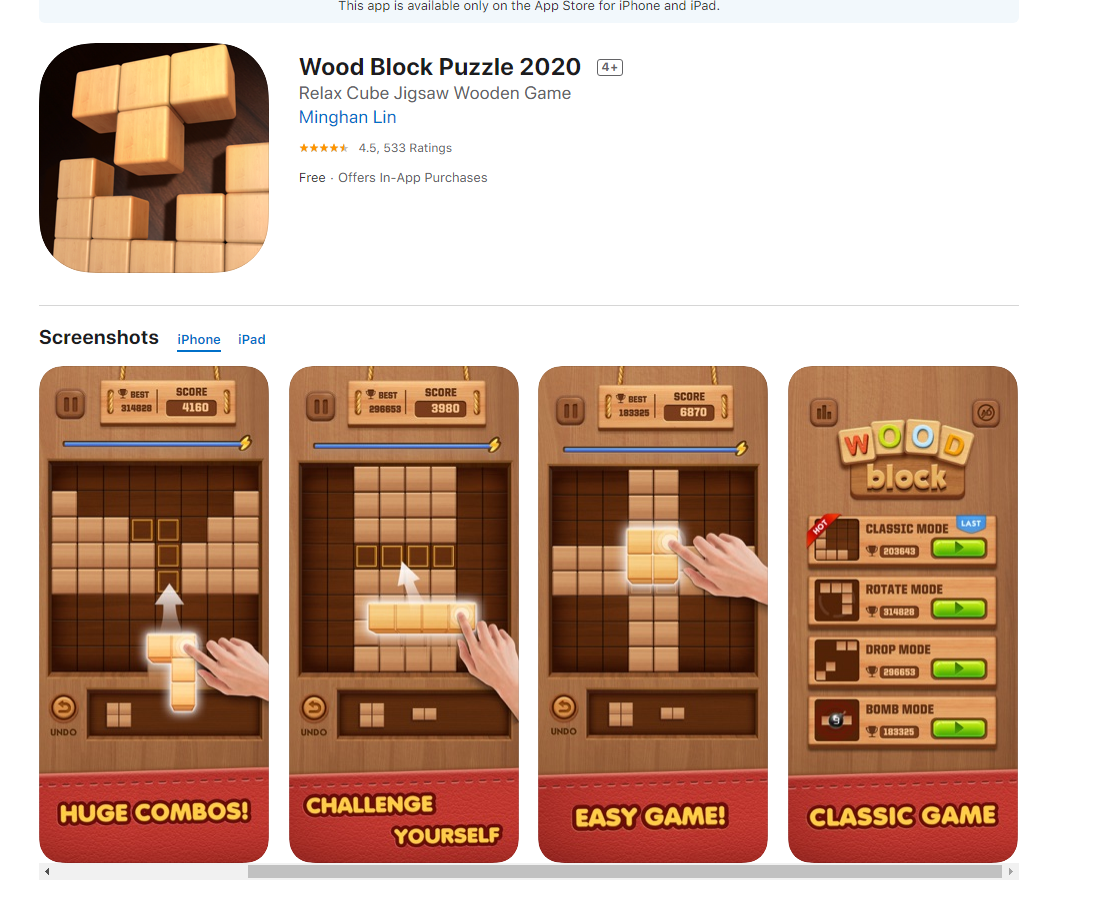 This app is available only on the App Store for iPhone and iPad.
Wood Block Puzzle 2020 4+
Relax Cube Jigsaw Wooden Game
Minghan Lin
4.5, 533 Ratings
Free · Offers In-App Purchases
Screenshots iPhone iPad
BEST SCORE
314828 4160
UNDO
HUGE COMBOS!
BEST SCORE
296653 3980
UNDO
CHALLENGE
YOURSELF
BEST SCORE
183325 6870
UNDO
EASY GAME!
WOOD
block
HOT
CLASSIC MODE LAST
203643
ROTATE MODE
314828
DROP MODE
296653
9
BOMB MODE
183325
CLASSIC GAME